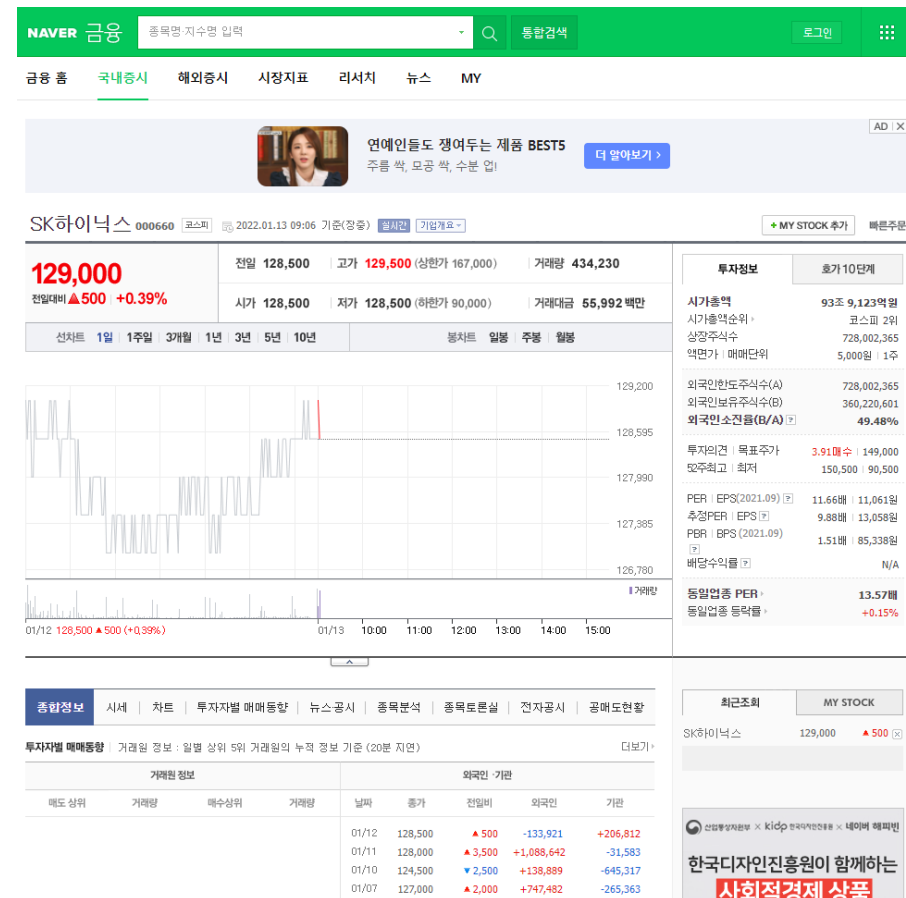 NAVER 금융 종목명·지수명 입력 통합검색 로그인
금융 홈 국내증시 해외증시 시장지표 리서치 뉴스 MY
AD X
연예인들도 쟁여두는 제품 BEST5
주름 싹, 모공 싹, 수분 업!
더 알아보기 >
SK하이닉스 000660 코스피 2022.01.13 09:06 기준(장중) 실시간 기업개요
+ MY STOCK 추가 빠른주문
129,000
전일대비 ▲500 +0.39%
전일 128,500 고가 129,500 (상한가 167,000) 거래량 434,230
시가 128,500 저가 128,500 (하한가 90,000) 거래대금 55,992 백만
선차트 1일 1주일 3개월 1년 3년 5년 10년 봉차트 일봉 주봉 월봉
129,200
128,595
127,990
127,385
126,780
거래량
01/12 128,500 ▲500 (+0.39%) 01/13 10:00 11:00 12:00 13:00 14:00 15:00
투자정보 호가 10단계
시가총액 93조 9,123억원
시가총액순위 코스피 2위
상장주식수 728,002,365
액면가 | 매매단위 5,000원 | 1주
외국인한도주식수(A) 728,002,365
외국인보유주식수(B) 360,220,601
외국인소진율(B/A) ? 49.48%
투자의견 | 목표주가 3.91매수 | 149,000
52주최고 | 최저 150,500 | 90,500
PER | EPS(2021.09) ? 11.66배 | 11,061원
추정PER | EPS ? 9.88배 | 13,058원
PBR | BPS (2021.09) ? 1.51배 | 85,338원
배당수익률 ? N/A
동일업종 PER 13.57배
동일업종 등락률 +0.15%
종합정보 시세 차트 투자자별 매매동향 뉴스·공시 종목분석 종목토론실 전자공시 공매도현황
투자자별 매매동향 | 거래원 정보 : 일별 상위 5위 거래원의 누적 정보 기준 (20분 지연) 더보기
거래원 정보 외국인·기관
매도 상위 거래량 매수상위 거래량 날짜 종가 전일비 외국인 기관
01/12 128,500 ▲500 -133,921 +206,812
01/11 128,000 ▲3,500 +1,088,642 -31,583
01/10 124,500 ▼2,500 +138,889 -645,317
01/07 127,000 ▲2,000 +747,482 -265,363
최근조회 MY STOCK
SK하이닉스 129,000 ▲500
산업통상자원부 × kidp 한국디자인진흥원 × 네이버 해피빈
한국디자인진흥원이 함께하는
사회적경제 상품